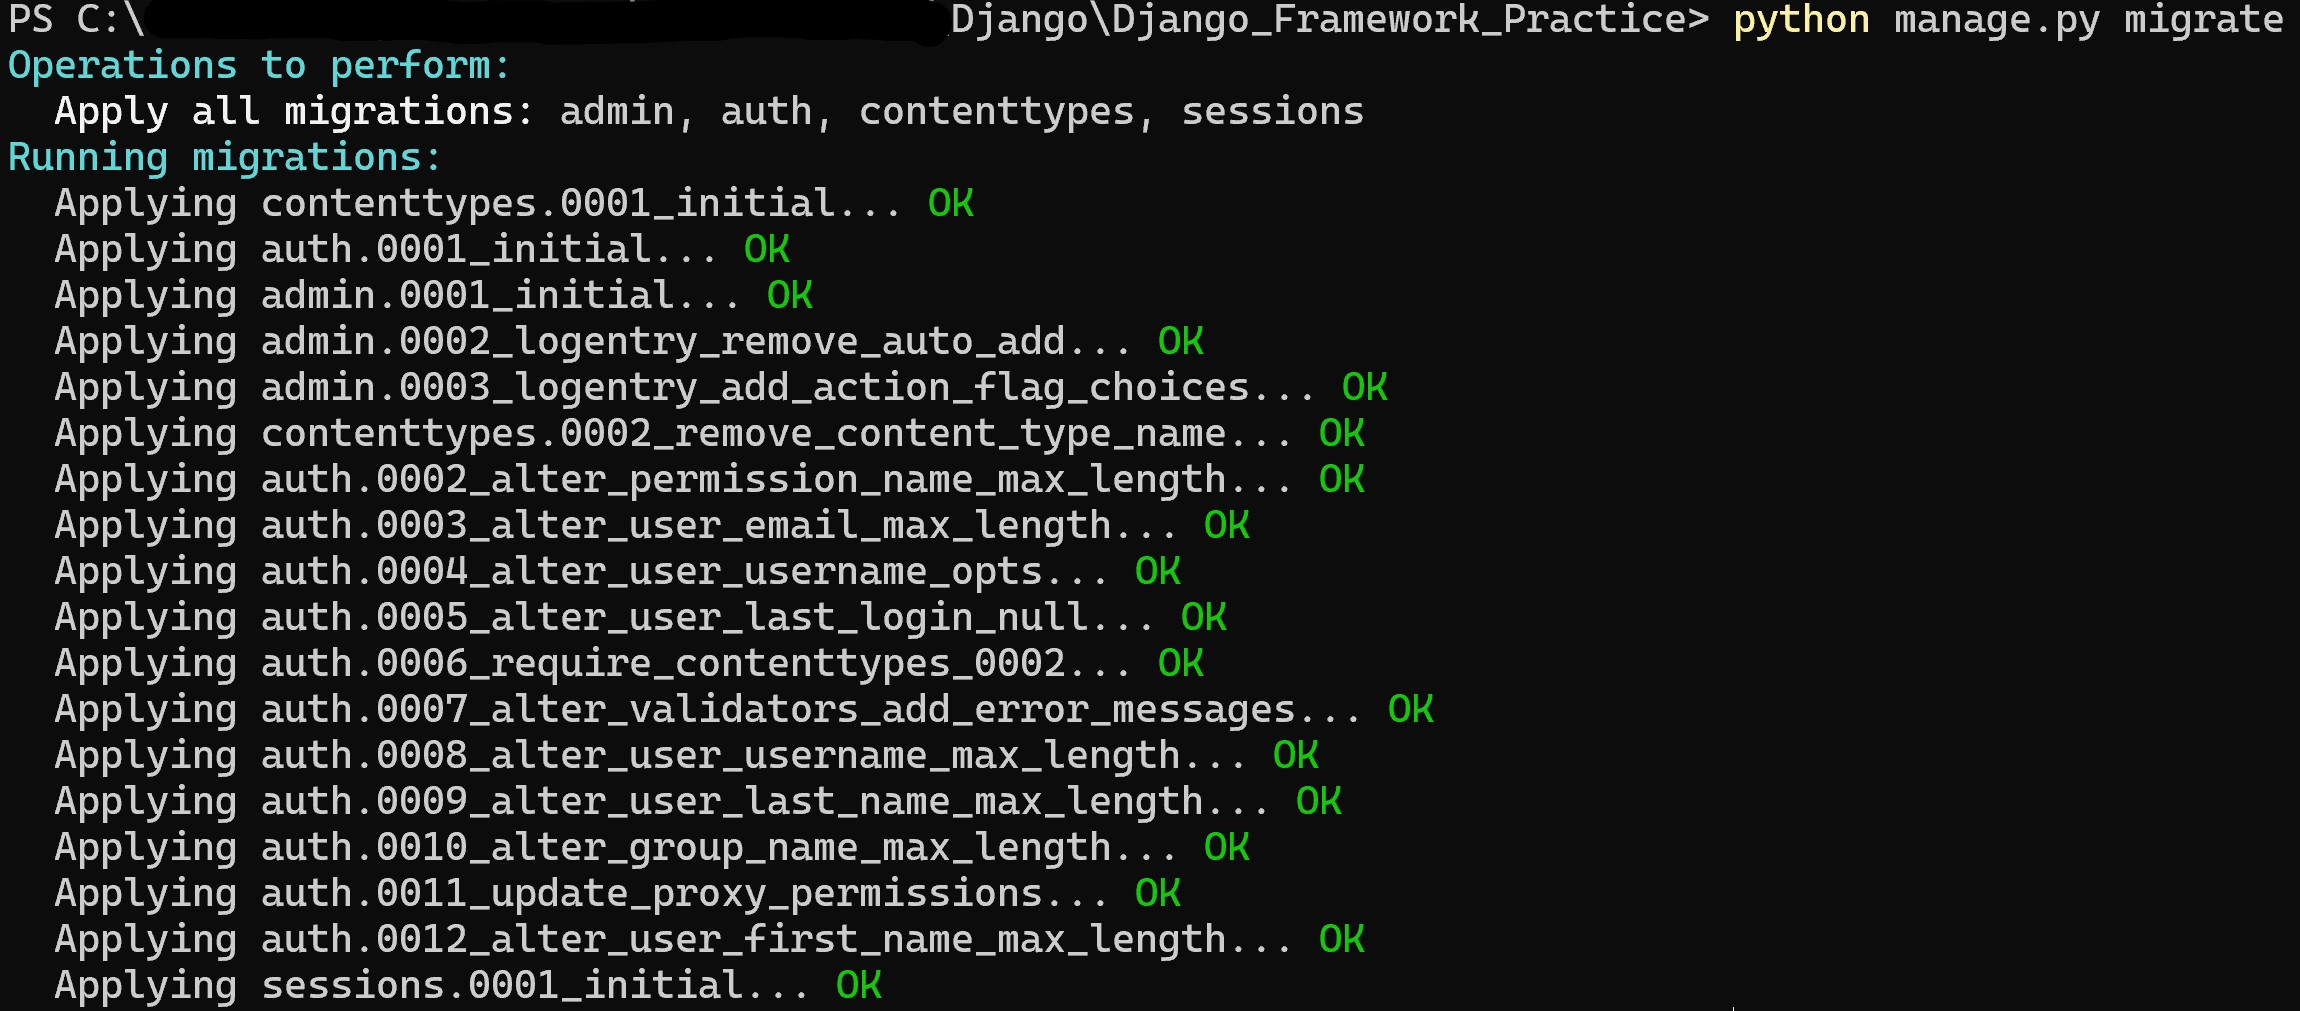 PS C:\Django\Django_Framework_Practice> python manage.py migrate
Operations to perform:
  Apply all migrations: admin, auth, contenttypes, sessions
Running migrations:
  Applying contenttypes.0001_initial... OK
  Applying auth.0001_initial... OK
  Applying admin.0001_initial... OK
  Applying admin.0002_logentry_remove_auto_add... OK
  Applying admin.0003_logentry_add_action_flag_choices... OK
  Applying contenttypes.0002_remove_content_type_name... OK
  Applying auth.0002_alter_permission_name_max_length... OK
  Applying auth.0003_alter_user_email_max_length... OK
  Applying auth.0004_alter_user_username_opts... OK
  Applying auth.0005_alter_user_last_login_null... OK
  Applying auth.0006_require_contenttypes_0002... OK
  Applying auth.0007_alter_validators_add_error_messages... OK
  Applying auth.0008_alter_user_username_max_length... OK
  Applying auth.0009_alter_user_last_name_max_length... OK
  Applying auth.0010_alter_group_name_max_length... OK
  Applying auth.0011_update_proxy_permissions... OK
  Applying auth.0012_alter_user_first_name_max_length... OK
  Applying sessions.0001_initial... OK